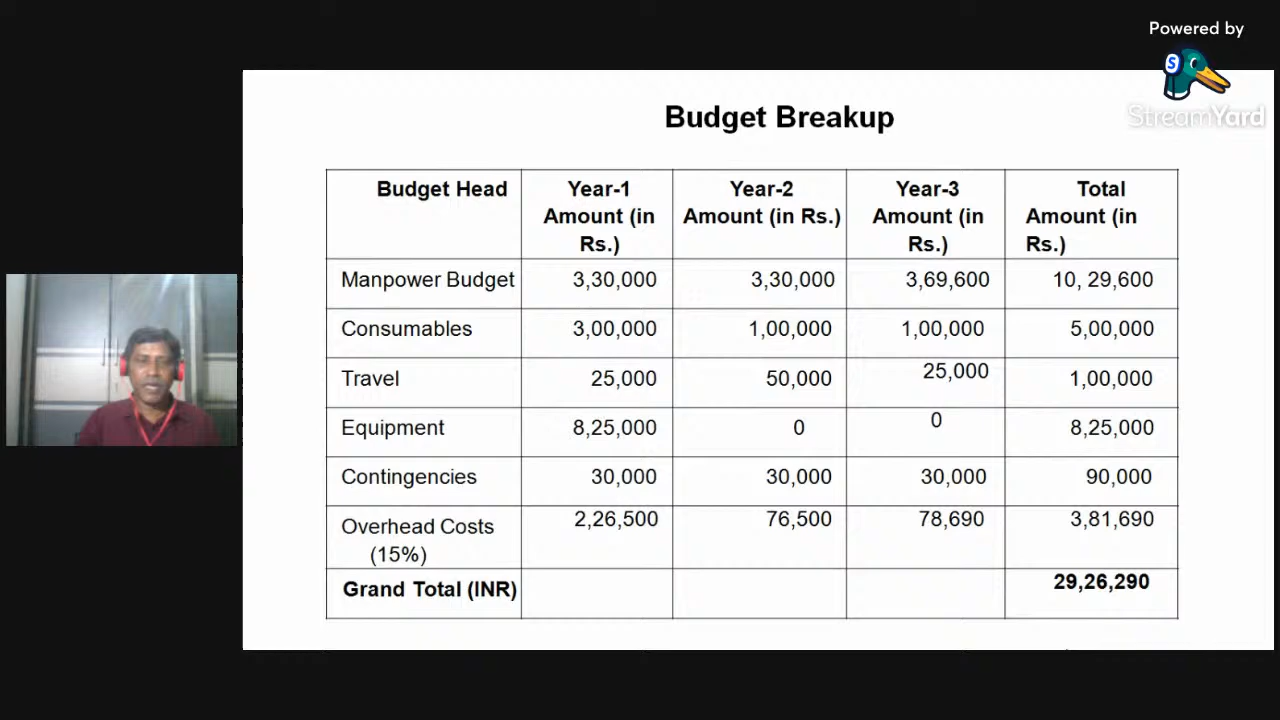 Powered by
StreamYard
Budget Breakup
Budget Head Year-1 Amount (in Rs.) Year-2 Amount (in Rs.) Year-3 Amount (in Rs.) Total Amount (in Rs.)
Manpower Budget 3,30,000 3,30,000 3,69,600 10, 29,600
Consumables 3,00,000 1,00,000 1,00,000 5,00,000
Travel 25,000 50,000 25,000 1,00,000
Equipment 8,25,000 0 0 8,25,000
Contingencies 30,000 30,000 30,000 90,000
Overhead Costs (15%) 2,26,500 76,500 78,690 3,81,690
Grand Total (INR) 29,26,290